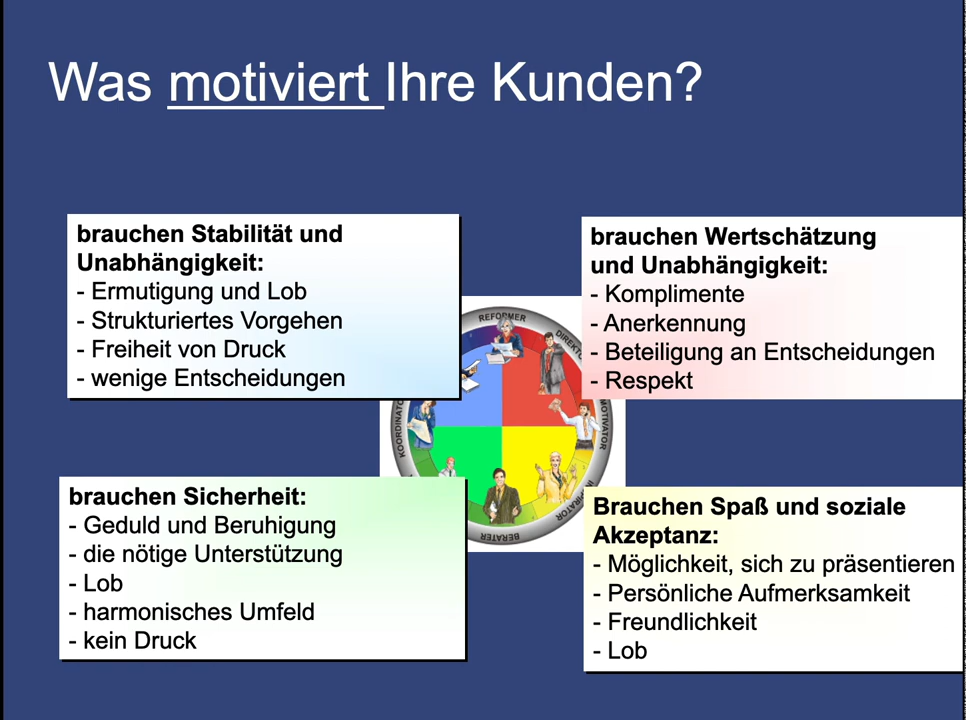 Was motiviert Ihre Kunden?
brauchen Stabilität und
Unabhängigkeit:
- Ermutigung und Lob
- Strukturiertes Vorgehen
- Freiheit von Druck
- wenige Entscheidungen
brauchen Wertschätzung
und Unabhängigkeit:
- Komplimente
- Anerkennung
- Beteiligung an Entscheidungen
- Respekt
REFORMER
MOTIVATOR
BERATER
brauchen Sicherheit:
- Geduld und Beruhigung
- die nötige Unterstützung
- Lob
- harmonisches Umfeld
- kein Druck
Brauchen Spaß und soziale
Akzeptanz:
- Möglichkeit, sich zu präsentieren
- Persönliche Aufmerksamkeit
- Freundlichkeit
- Lob